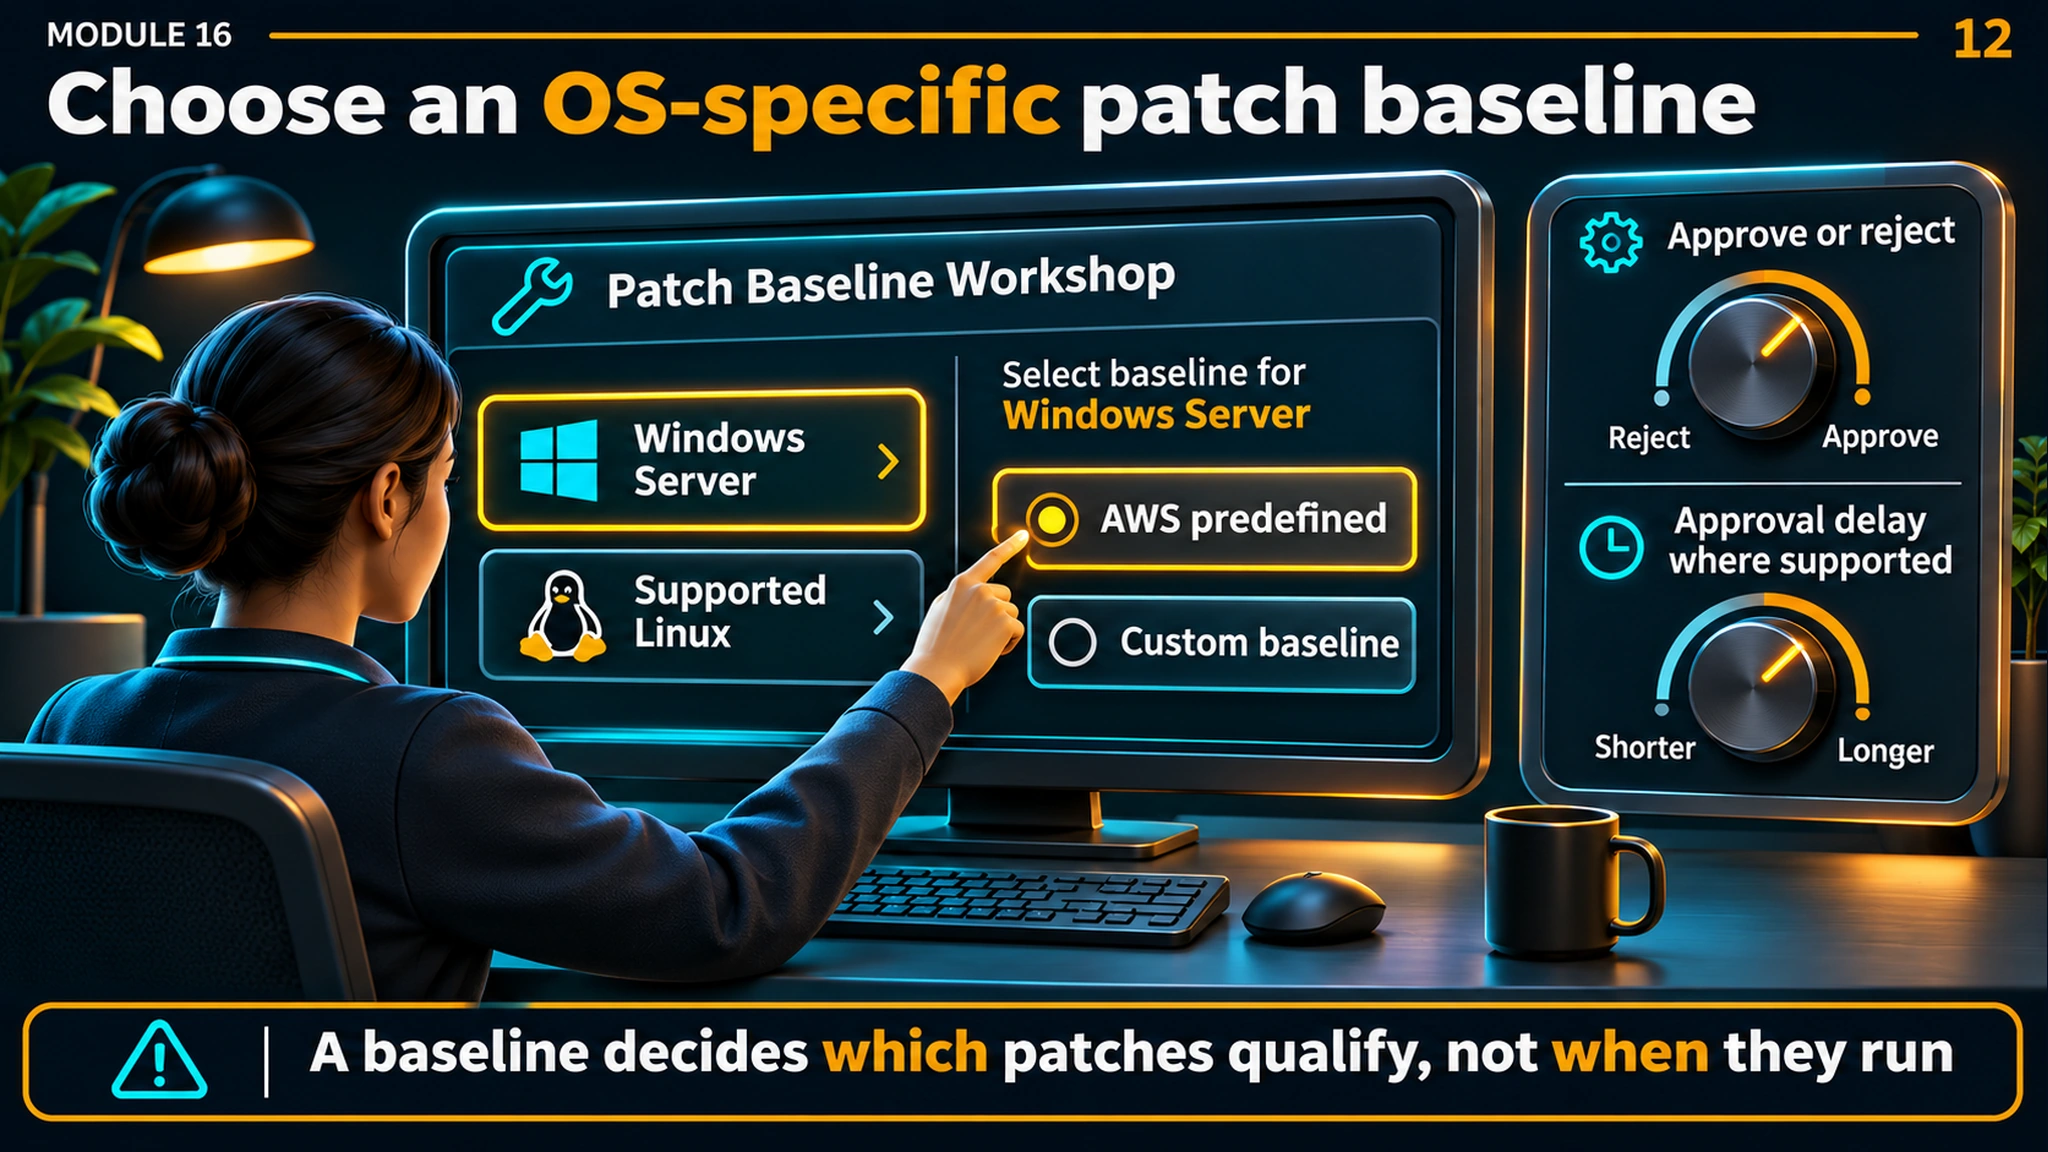 MODULE 16
12
Choose an OS-specific patch baseline
Patch Baseline Workshop
Windows
Server
Supported
Linux
Select baseline for
Windows Server
AWS predefined
Custom baseline
Approve or reject
Reject
Approve
Approval delay
where supported
Shorter
Longer
A baseline decides which patches qualify, not when they run